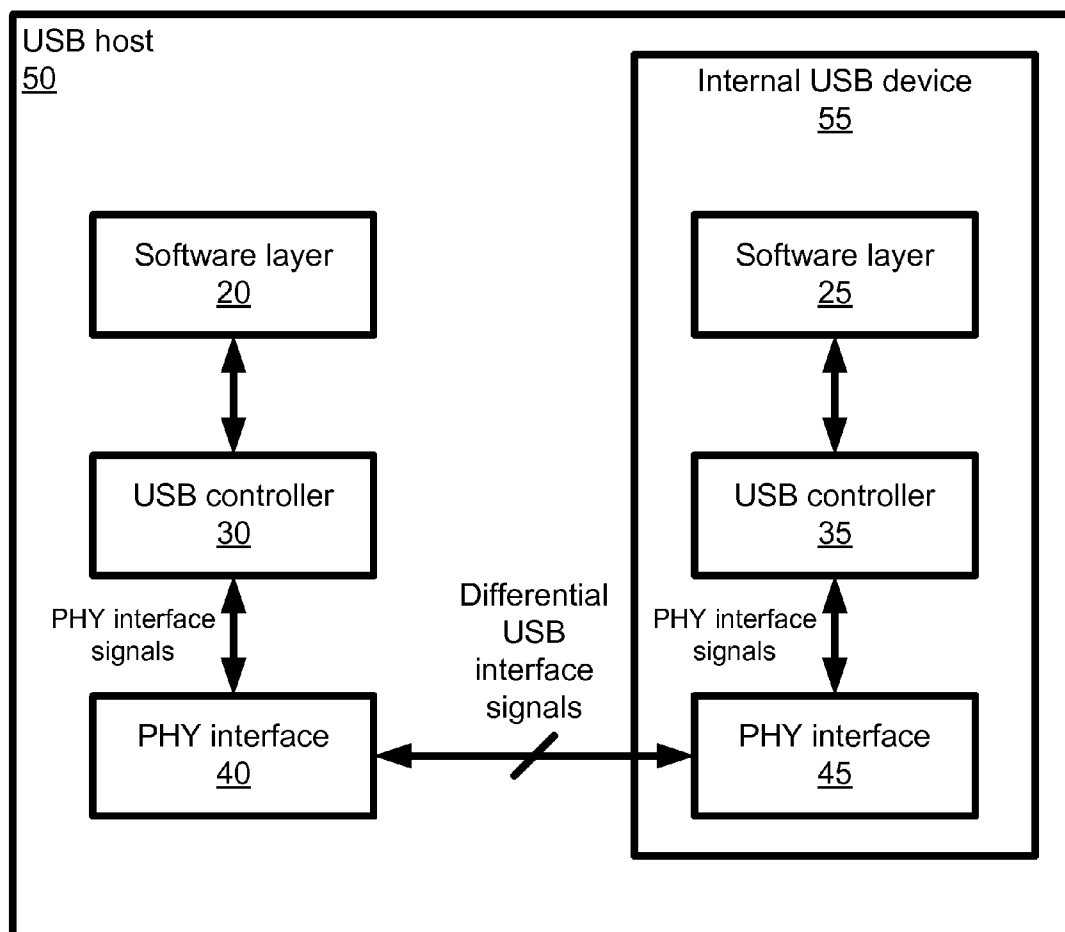 USB host
50
Internal USB device
55
Software layer
20
Software layer
25
USB controller
30
USB controller
35
PHY interface
signals
Differential
USB
interface
signals
PHY interface
signals
PHY interface
40
PHY interface
45